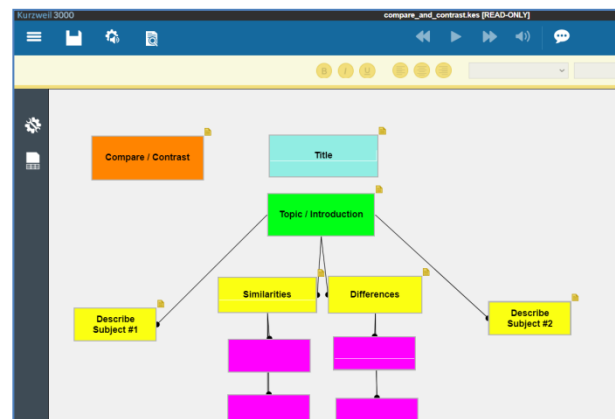 Kurzweil 3000
compare_and_contrast.kes [READ-ONLY]
B I U
Compare / Contrast
Title
Topic / Introduction
Similarities
Differences
Describe
Subject #1
Describe
Subject #2